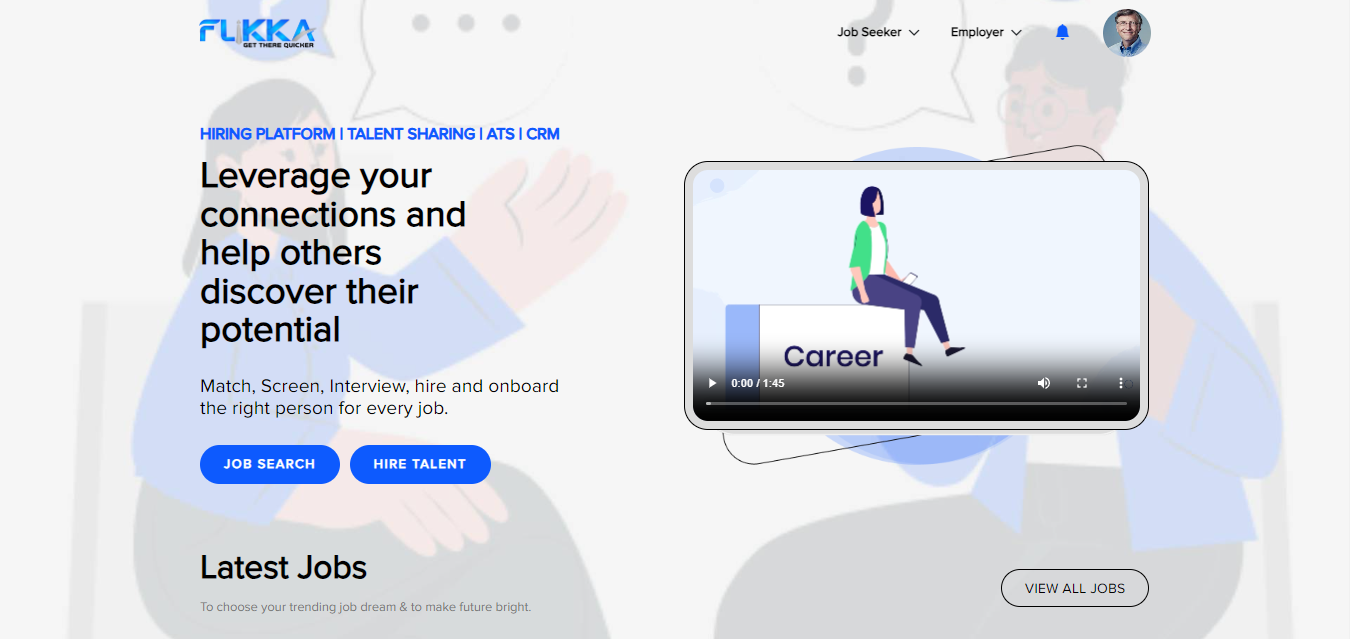 FLIKKA
GET THERE QUICKER
Job Seeker
Employer
HIRING PLATFORM | TALENT SHARING | ATS | CRM
Leverage your
connections and
help others
discover their
potential
Match, Screen, Interview, hire and onboard
the right person for every job.
JOB SEARCH
HIRE TALENT
Career
0:00 / 1:45
Latest Jobs
To choose your trending job dream & to make future bright.
VIEW ALL JOBS